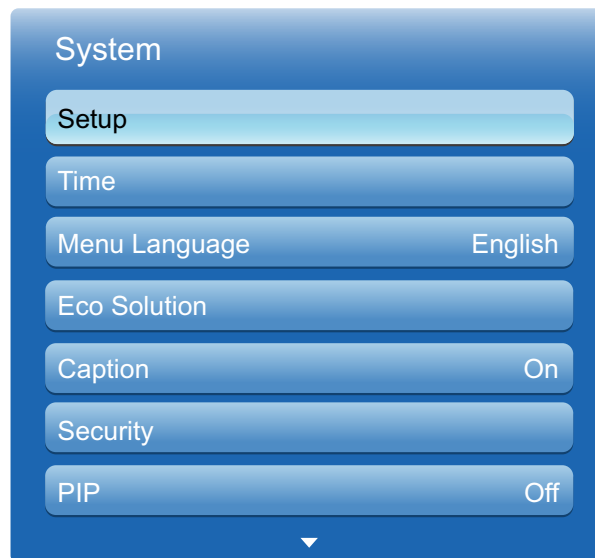 System
Setup
Time
Menu Language English
Eco Solution
Caption On
Security
PIP Off